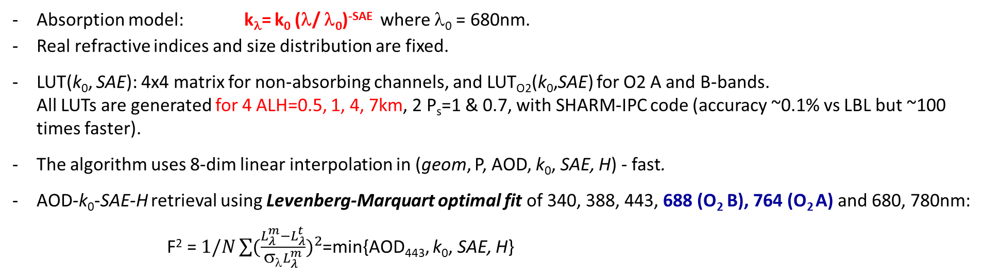 - Absorption model: kλ= k0 (λ/ λ0)-SAE where λ0 = 680nm.
- Real refractive indices and size distribution are fixed.
- LUT(k0, SAE): 4x4 matrix for non-absorbing channels, and LUTO2(k0,SAE) for O2 A and B-bands.
All LUTs are generated for 4 ALH=0.5, 1, 4, 7km, 2 Ps=1 & 0.7, with SHARM-IPC code (accuracy ~0.1% vs LBL but ~100
times faster).
- The algorithm uses 8-dim linear interpolation in (geom, P, AOD, k0, SAE, H) - fast.
- AOD-k0-SAE-H retrieval using Levenberg-Marquart optimal fit of 340, 388, 443, 688 (O2 B), 764 (O2 A) and 680, 780nm:
F2 = 1/N ∑((Lλm−Lλt)/(σλLλm))2=min{AOD443, k0, SAE, H}